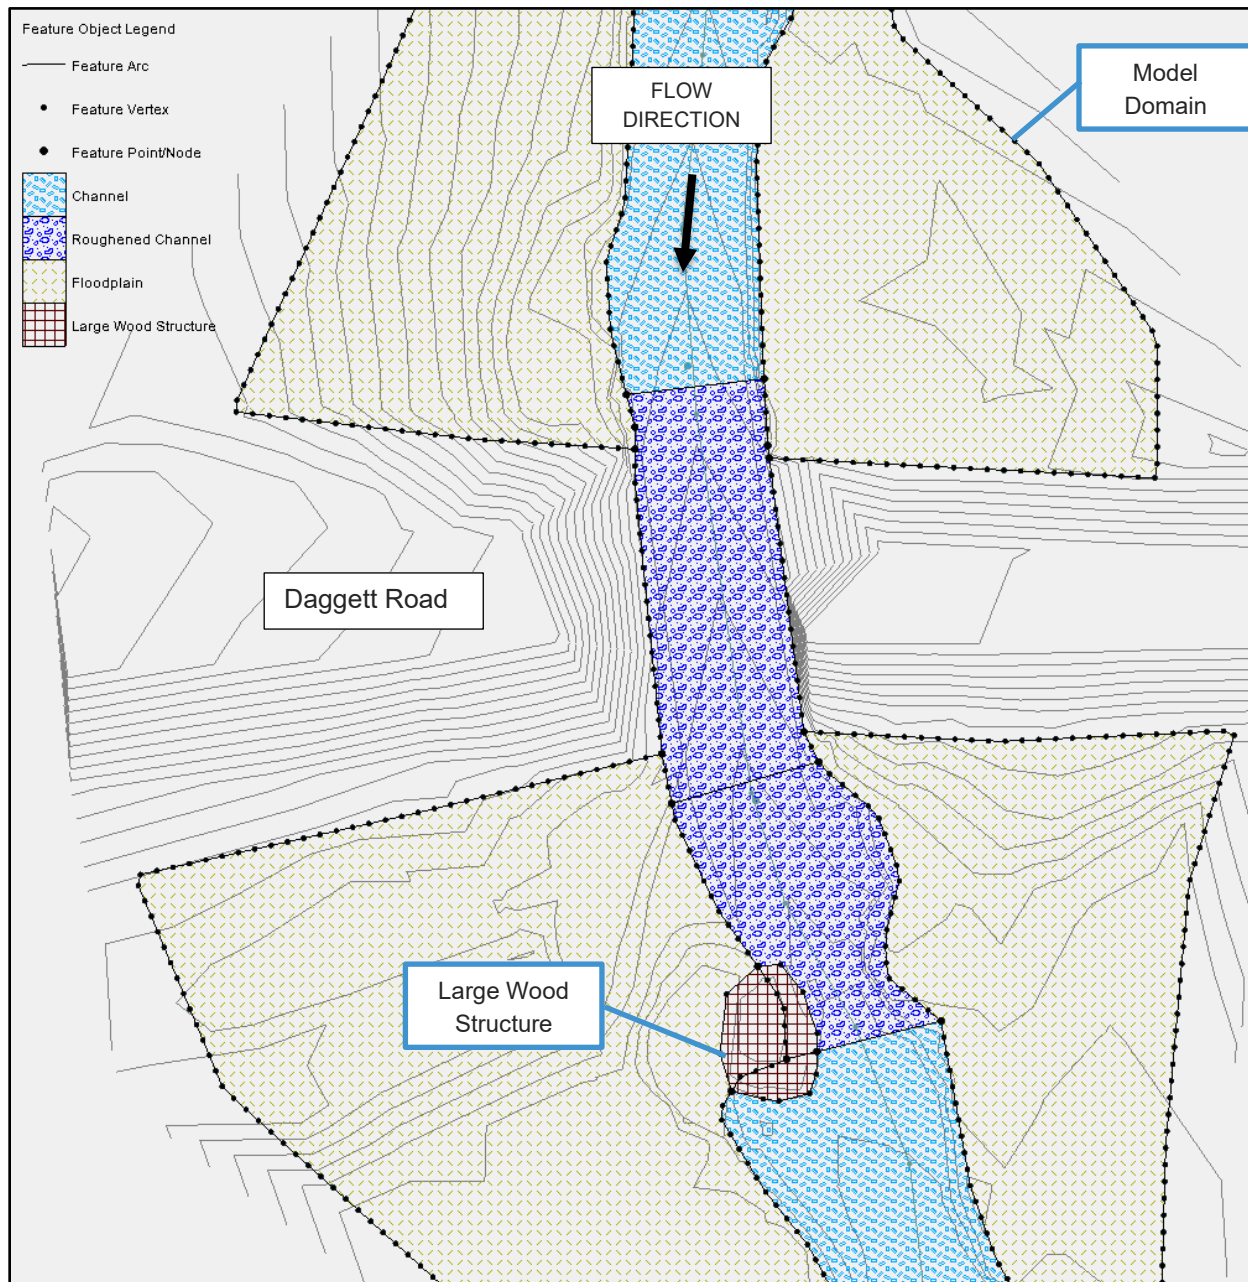 Feature Object Legend
Feature Arc
Feature Vertex
Feature Point/Node
Channel
Roughened Channel
Floodplain
Large Wood Structure
FLOW
DIRECTION
Model
Domain
Daggett Road
Large Wood
Structure